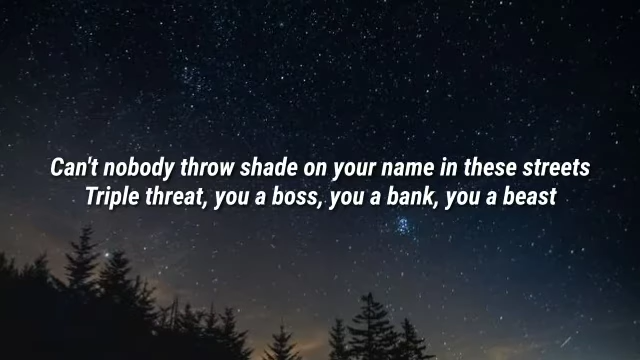 Can't nobody throw shade on your name in these streets
Triple threat, you a boss, you a bank, you a beast